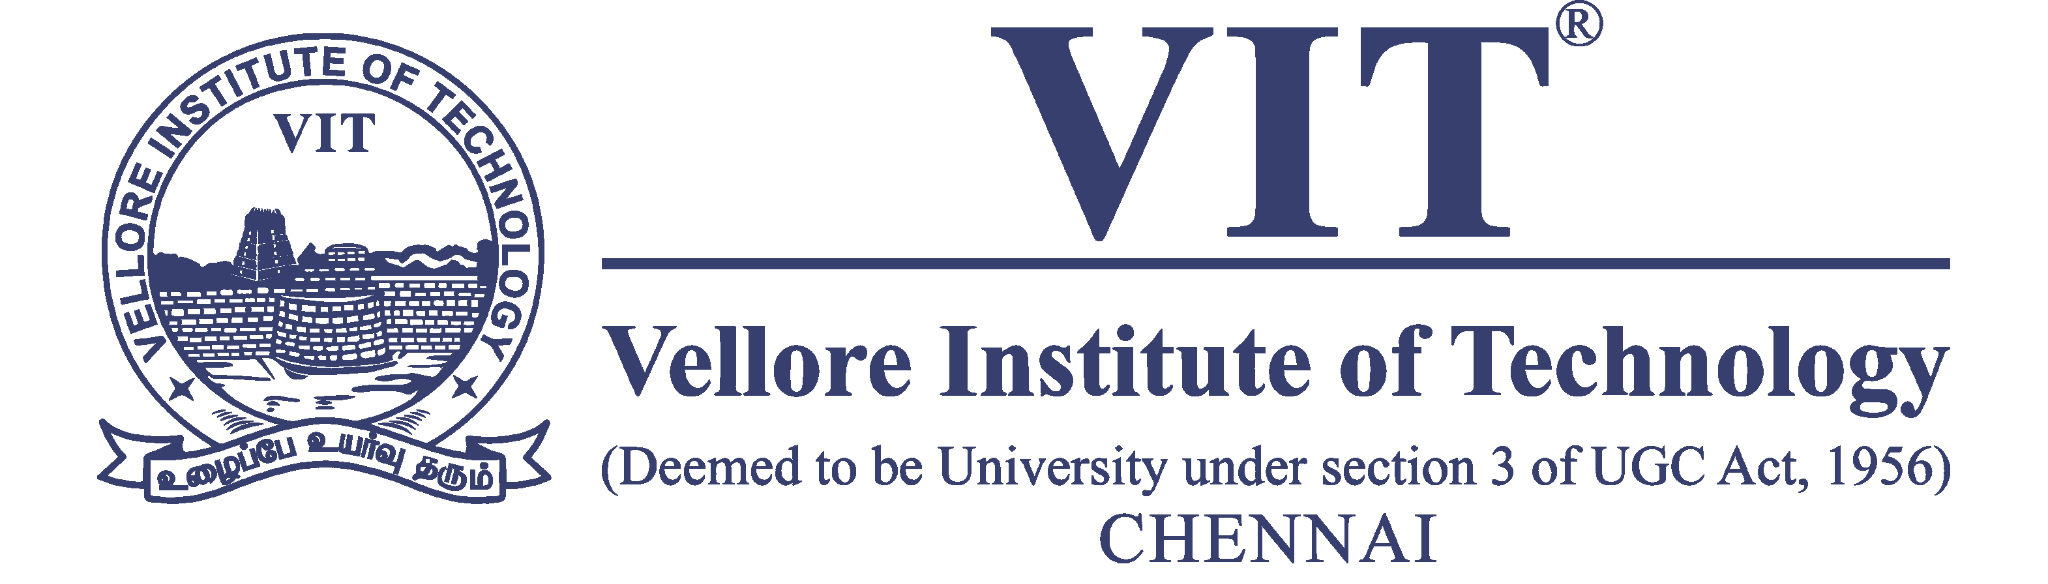 VELLORE INSTITUTE OF TECHNOLOGY
VIT
உழைப்பே உயர்வு தரும்
VIT®
Vellore Institute of Technology
(Deemed to be University under section 3 of UGC Act, 1956)
CHENNAI